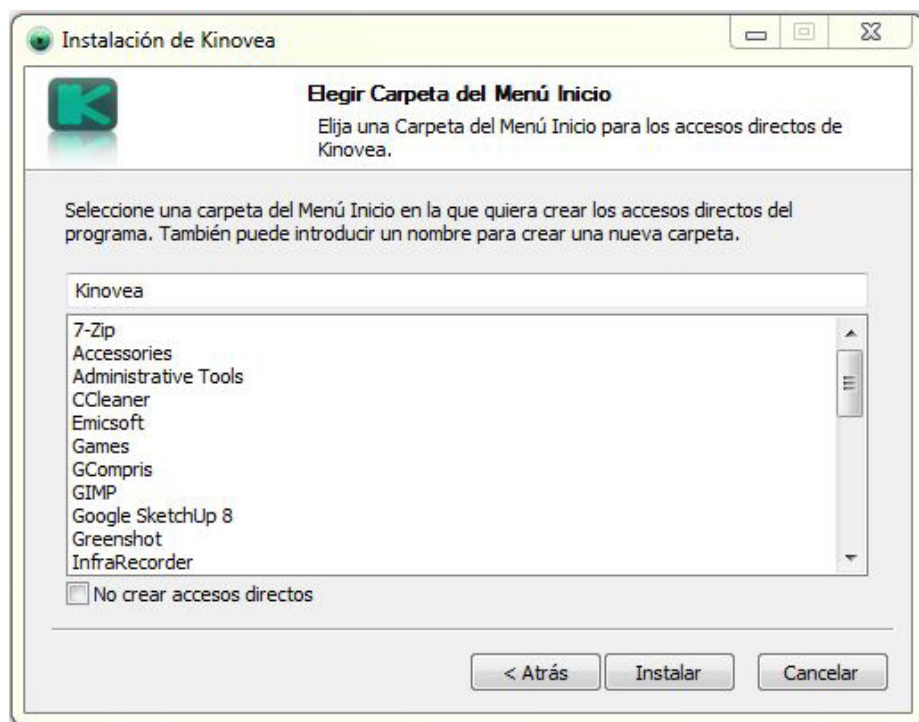 Instalación de Kinovea
Elegir Carpeta del Menú Inicio
Elija una Carpeta del Menú Inicio para los accesos directos de
Kinovea.
Seleccione una carpeta del Menú Inicio en la que quiera crear los accesos directos del
programa. También puede introducir un nombre para crear una nueva carpeta.
Kinovea
7-Zip
Accessories
Administrative Tools
CCleaner
Emicsoft
Games
GCompris
GIMP
Google SketchUp 8
Greenshot
InfraRecorder
No crear accesos directos
< Atrás Instalar Cancelar